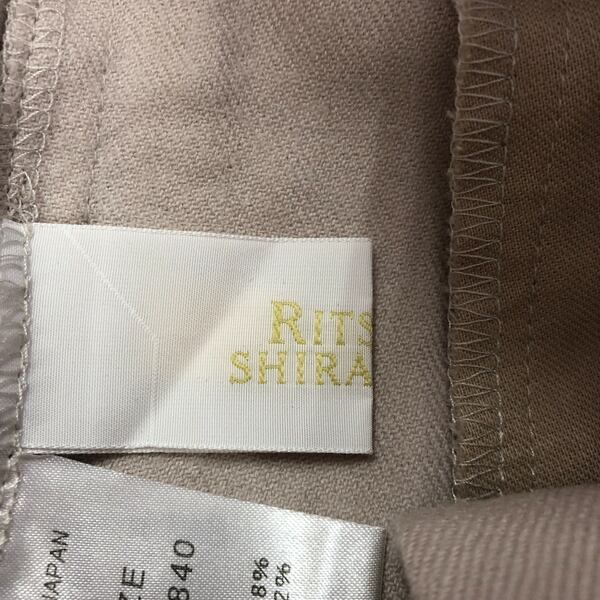 RITS
SHIRA
JAPAN
ZE
840
8%
2%